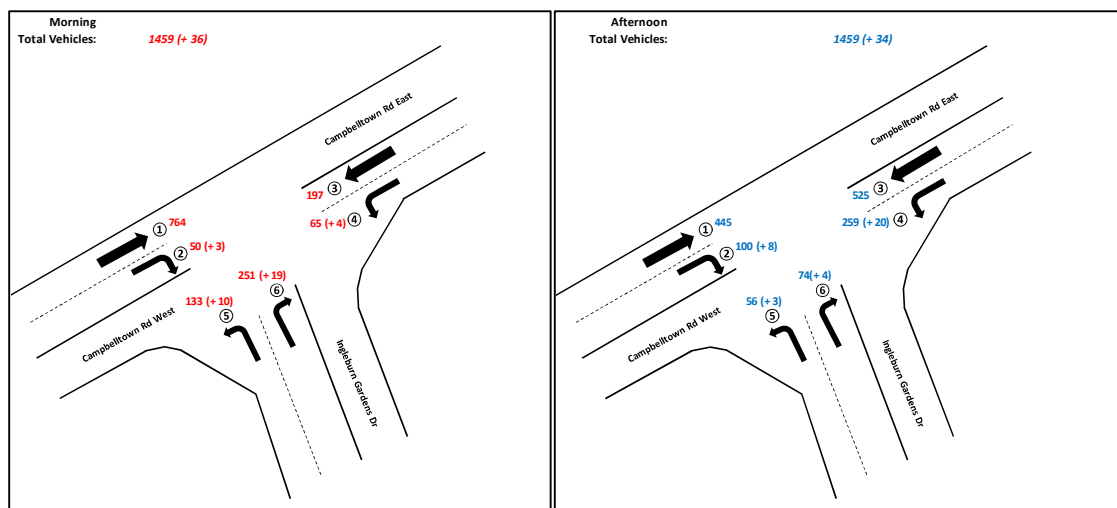 Morning
Total Vehicles: 1459 (+ 36)
Campbelltown Rd East
3
197
4
65 (+ 4)
1 764
2 50 (+ 3)
251 (+ 19)
6
133 (+ 10)
5
Campbelltown Rd West
Ingleburn Gardens Dr
Afternoon
Total Vehicles: 1459 (+ 34)
Campbelltown Rd East
3
525
4
259 (+ 20)
1 445
2 100 (+ 8)
74(+ 4)
6
56 (+ 3)
5
Campbelltown Rd West
Ingleburn Gardens Dr